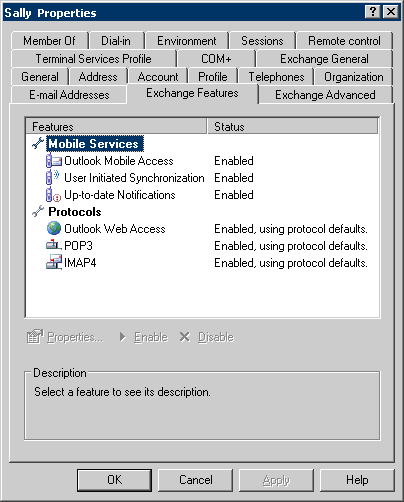 Sally Properties
Member Of Dial-in Environment Sessions Remote control
Terminal Services Profile COM+ Exchange General
General Address Account Profile Telephones Organization
E-mail Addresses Exchange Features Exchange Advanced
Features Status
Mobile Services
Outlook Mobile Access Enabled
User Initiated Synchronization Enabled
Up-to-date Notifications Enabled
Protocols
Outlook Web Access Enabled, using protocol defaults.
POP3 Enabled, using protocol defaults.
IMAP4 Enabled, using protocol defaults.
Properties... Enable Disable
Description
Select a feature to see its description.
OK Cancel Apply Help